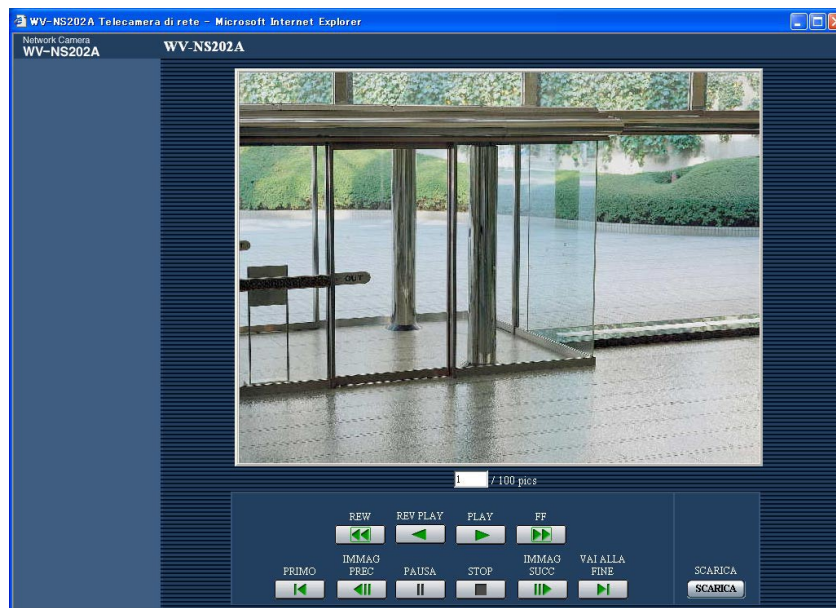 WV-NS202A Telecamera di rete - Microsoft Internet Explorer
Network Camera
WV-NS202A
WV-NS202A
OUT
1 / 100 pics
REW REV PLAY PLAY FF
PRIMO IMMAG PREC PAUSA STOP IMMAG SUCC VAI ALLA FINE
SCARICA
SCARICA